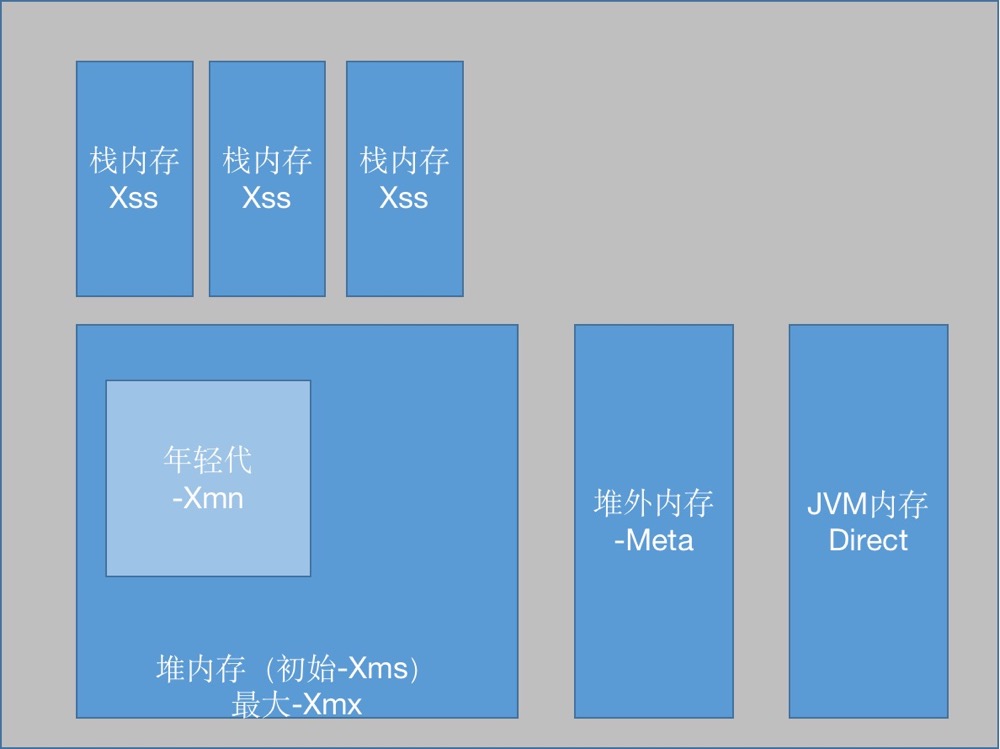 栈内存
Xss
栈内存
Xss
栈内存
Xss
年轻代
-Xmn
堆内存（初始-Xms）
最大-Xmx
堆外内存
-Meta
JVM内存
Direct